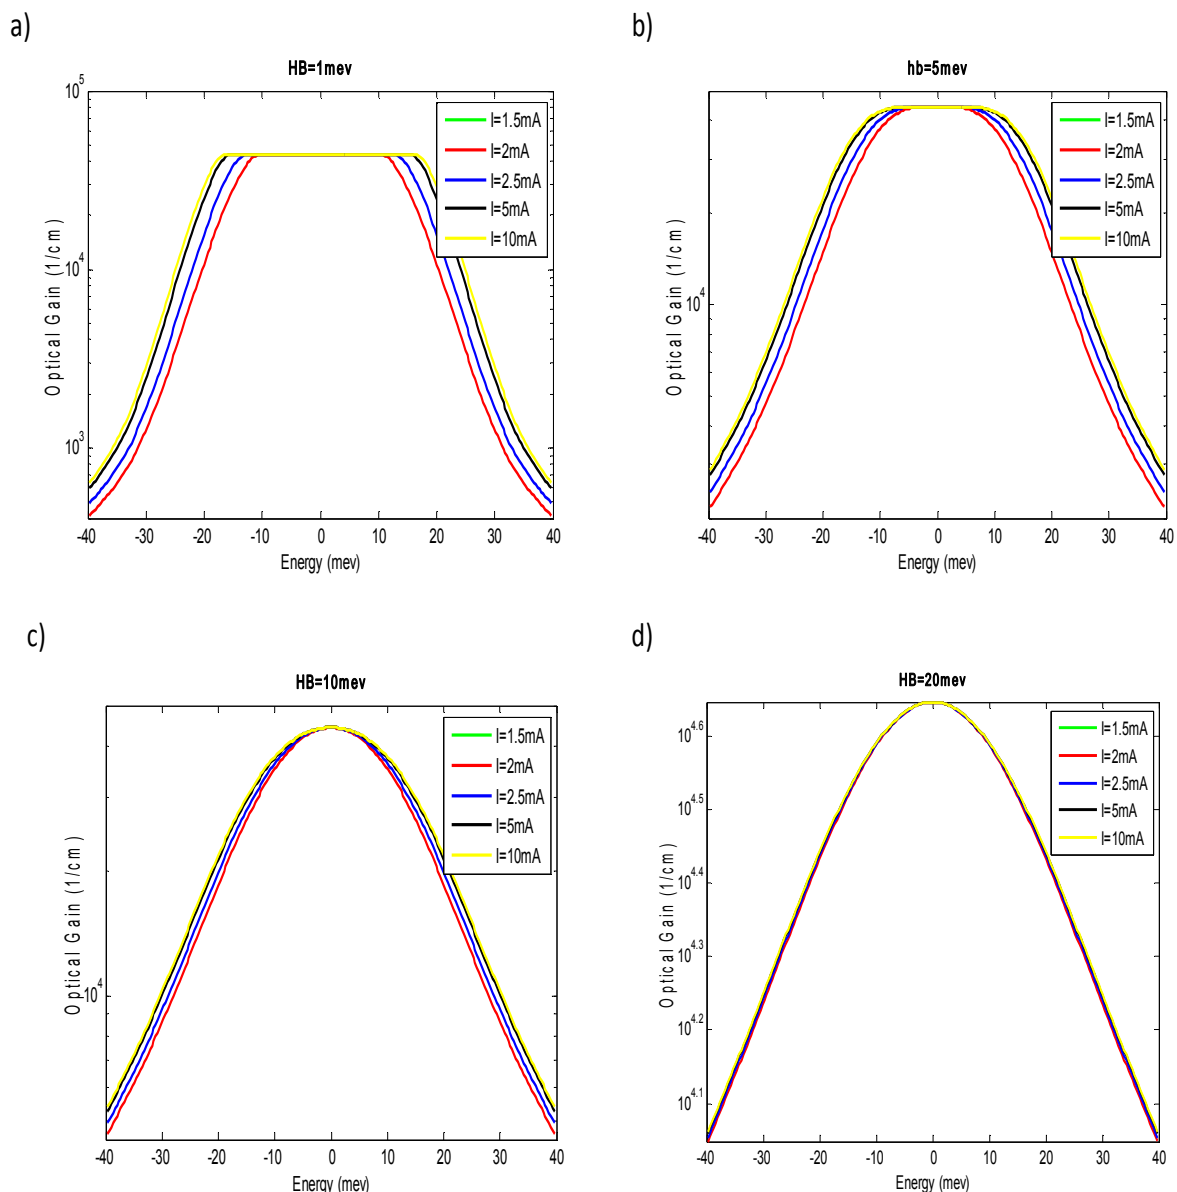 a)
HB=1mev
10^5
10^4
10^3
Optical Gain (1/cm)
I=1.5mA
I=2mA
I=2.5mA
I=5mA
I=10mA
-40 -30 -20 -10 0 10 20 30 40
Energy (mev)
b)
hb=5mev
10^4
Optical Gain (1/cm)
I=1.5mA
I=2mA
I=2.5mA
I=5mA
I=10mA
-40 -30 -20 -10 0 10 20 30 40
Energy (mev)
c)
HB=10mev
10^4
Optical Gain (1/cm)
I=1.5mA
I=2mA
I=2.5mA
I=5mA
I=10mA
-40 -30 -20 -10 0 10 20 30 40
Energy (mev)
d)
HB=20mev
10^4.6
10^4.5
10^4.4
10^4.3
10^4.2
10^4.1
Optical Gain (1/cm)
I=1.5mA
I=2mA
I=2.5mA
I=5mA
I=10mA
-40 -30 -20 -10 0 10 20 30 40
Energy (mev)